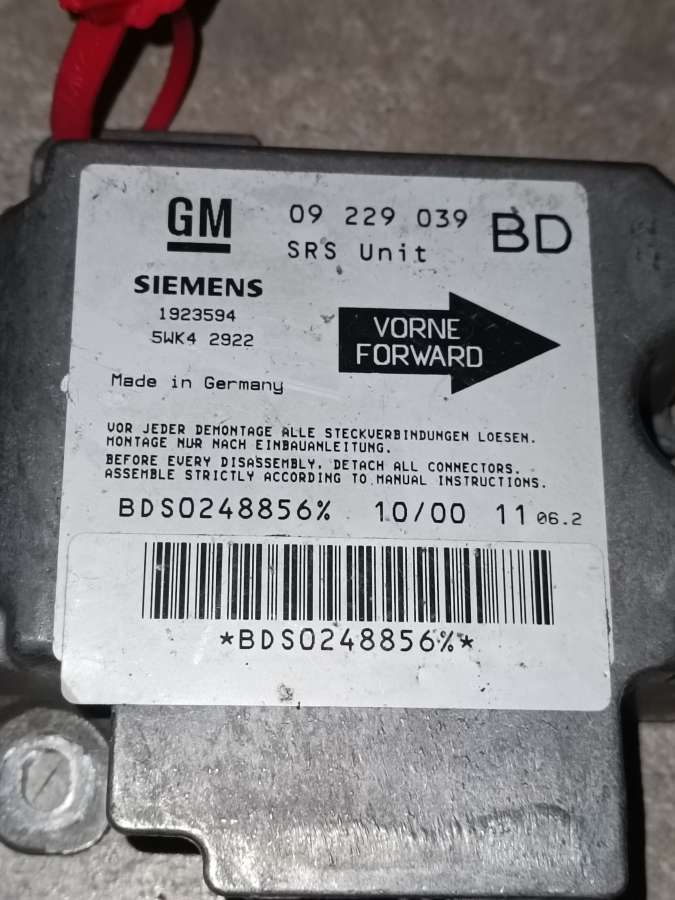 GM 09 229 039 BD
SRS Unit
SIEMENS
1923594
5WK4 2922
VORNE
FORWARD
Made in Germany
VOR JEDER DEMONTAGE ALLE STECKVERBINDUNGEN LOESEN.
MONTAGE NUR NACH EINBAUANLEITUNG.
BEFORE EVERY DISASSEMBLY, DETACH ALL CONNECTORS.
ASSEMBLE STRICTLY ACCORDING TO MANUAL INSTRUCTIONS.
BDS0248856% 10/00 11 06.2
*BDS0248856%*